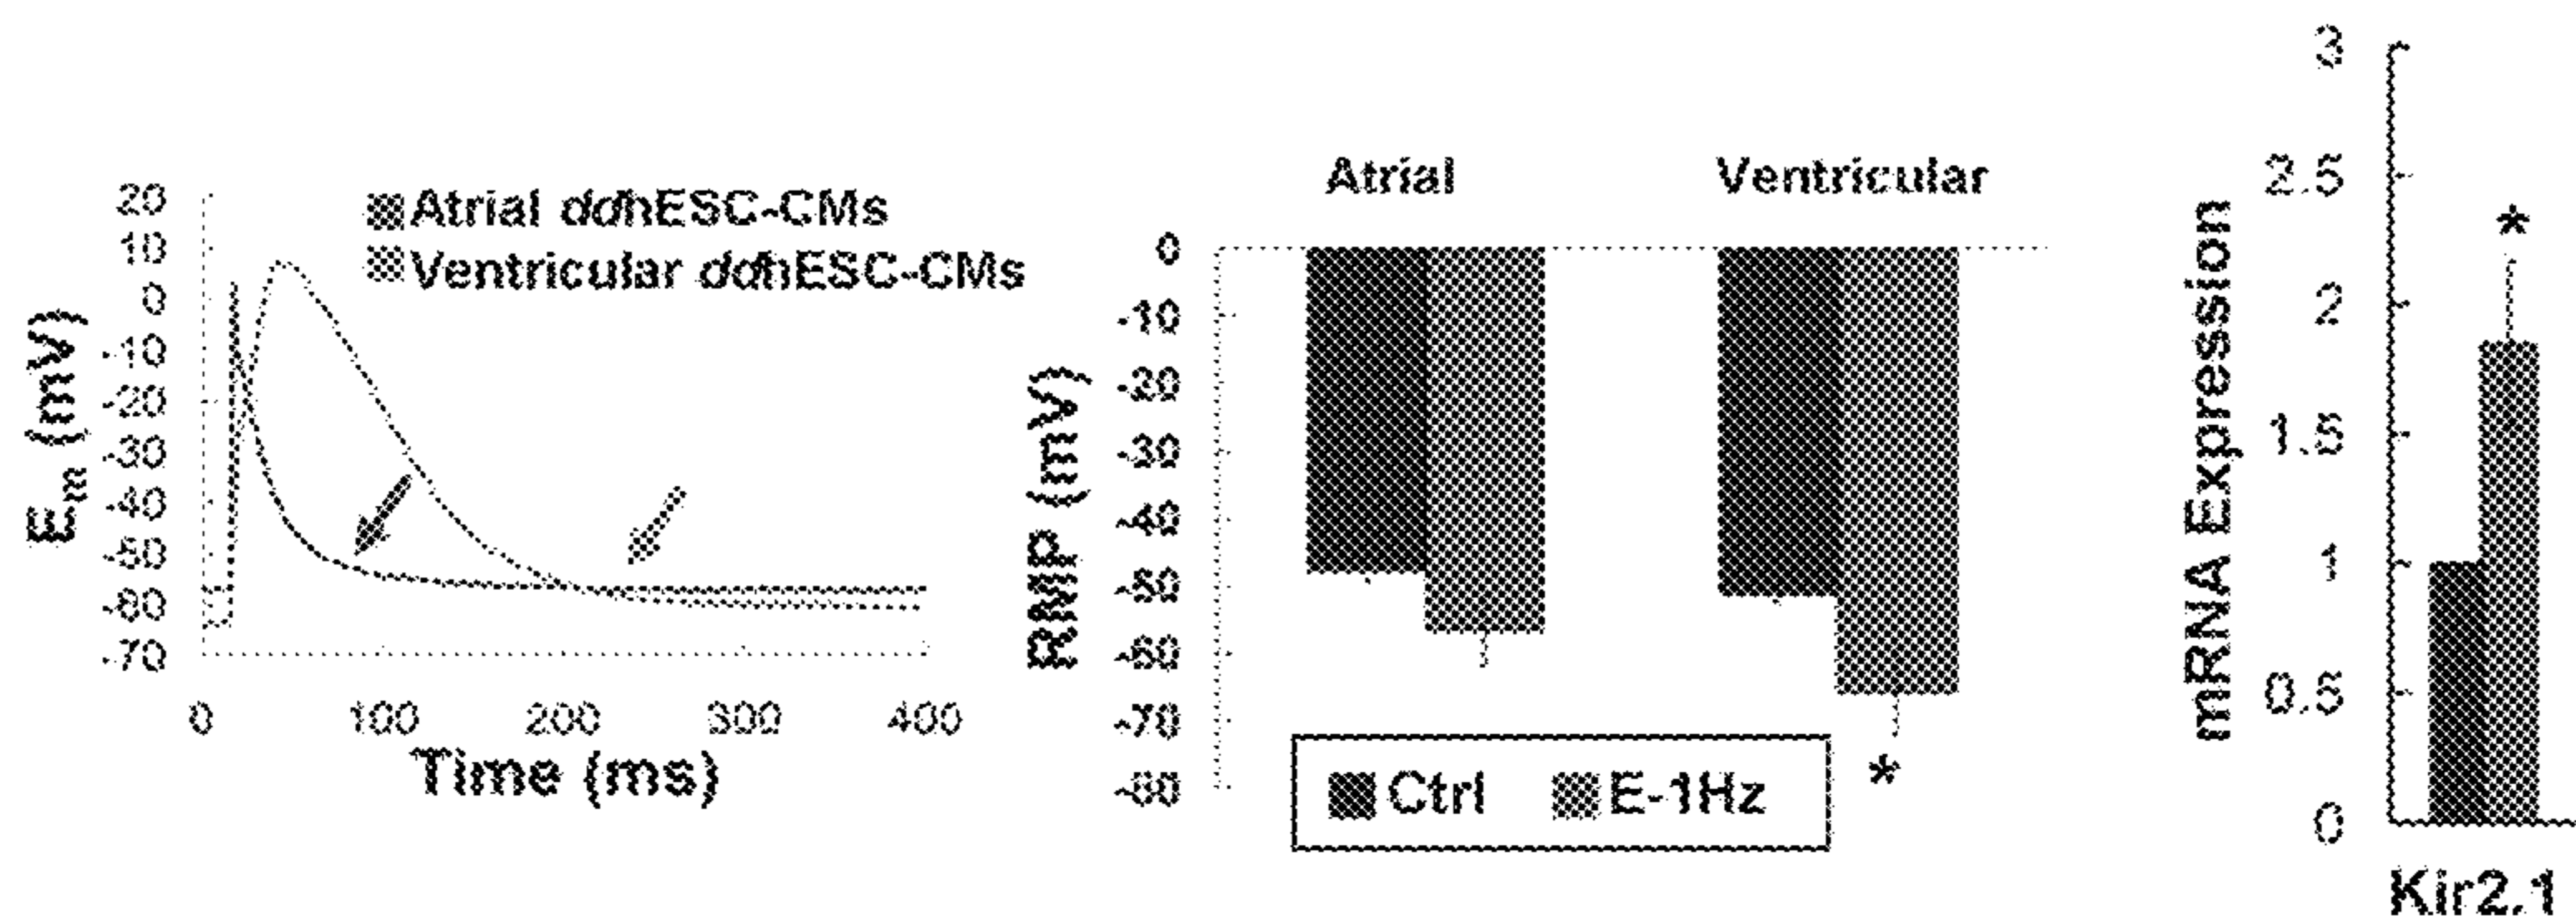 20
10
0
-10
-20
-30
-40
-50
-60
-70
E_m (mV)
Atrial ddhESC-CMs
Ventricular ddhESC-CMs
0 100 200 300 400
Time (ms)
Atrial Ventricular
0
-10
-20
-30
-40
-50
-60
-70
-80
RMP (mV)
Ctrl E-1Hz
*
3
2.5
2
1.5
1
0.5
0
mRNA Expression
*
Kir2.1